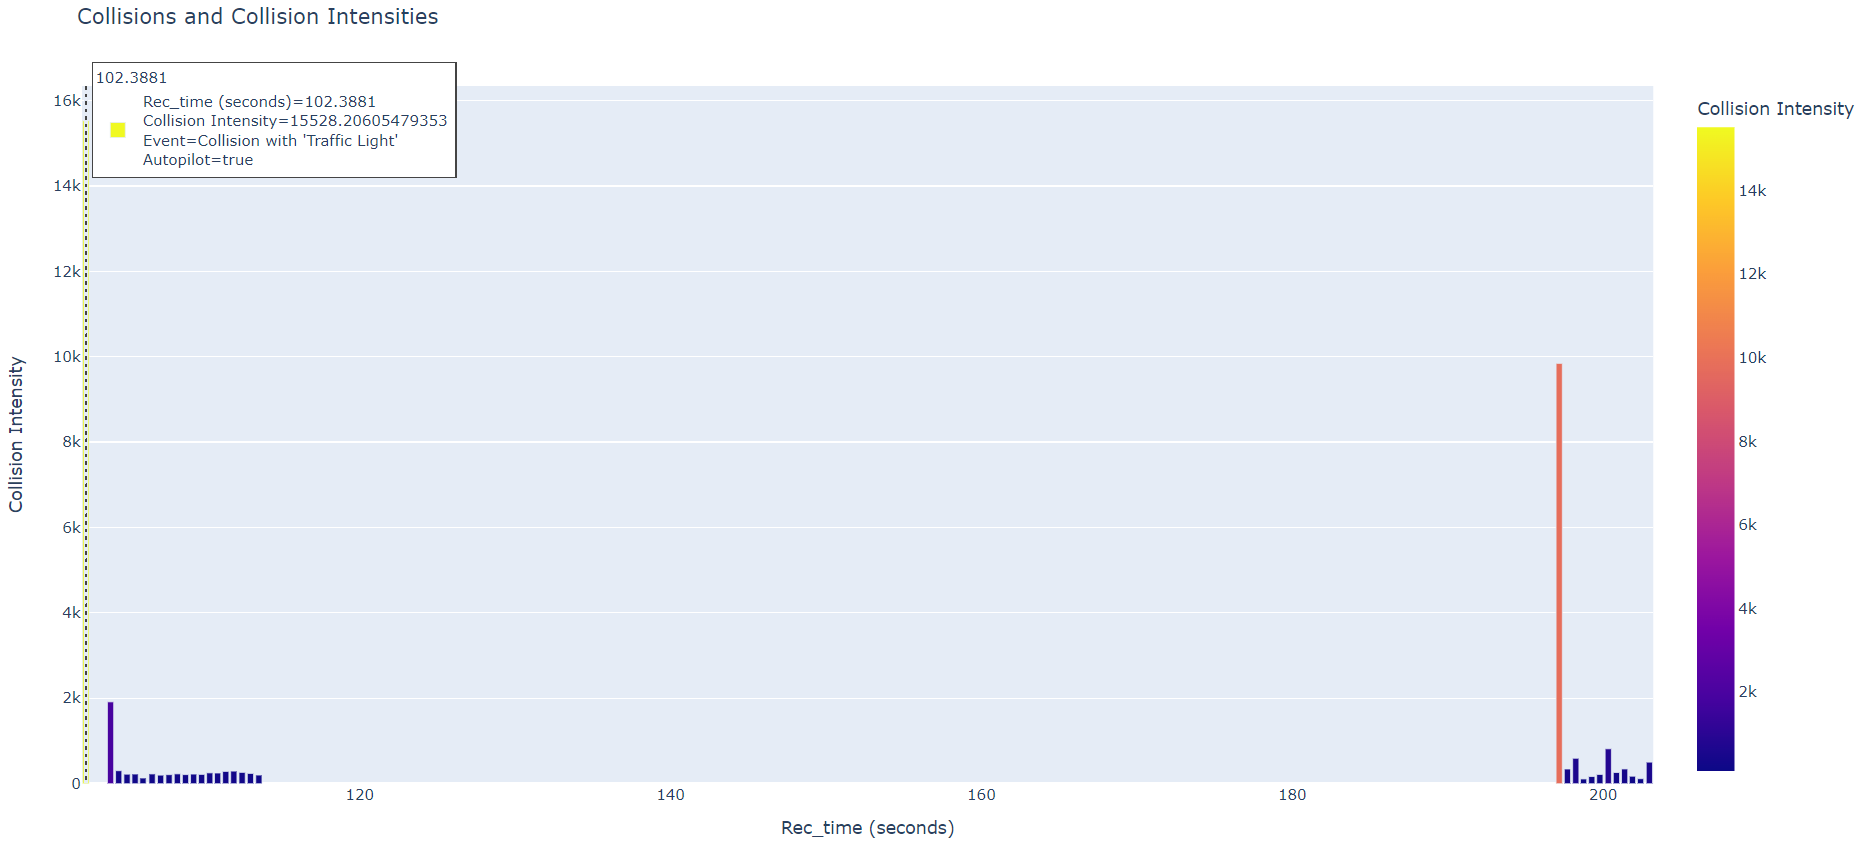 Collisions and Collision Intensities
102.3881
Rec_time (seconds)=102.3881
Collision Intensity=15528.20605479353
Event=Collision with 'Traffic Light'
Autopilot=true
16k
14k
12k
10k
8k
6k
4k
2k
0
Collision Intensity
120
140
160
180
200
Rec_time (seconds)
Collision Intensity
14k
12k
10k
8k
6k
4k
2k